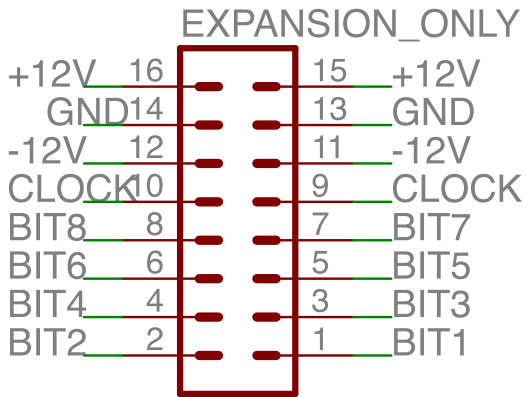 EXPANSION_ONLY
+12V 16 15 +12V
GND 14 13 GND
-12V 12 11 -12V
CLOCK 10 9 CLOCK
BIT8 8 7 BIT7
BIT6 6 5 BIT5
BIT4 4 3 BIT3
BIT2 2 1 BIT1